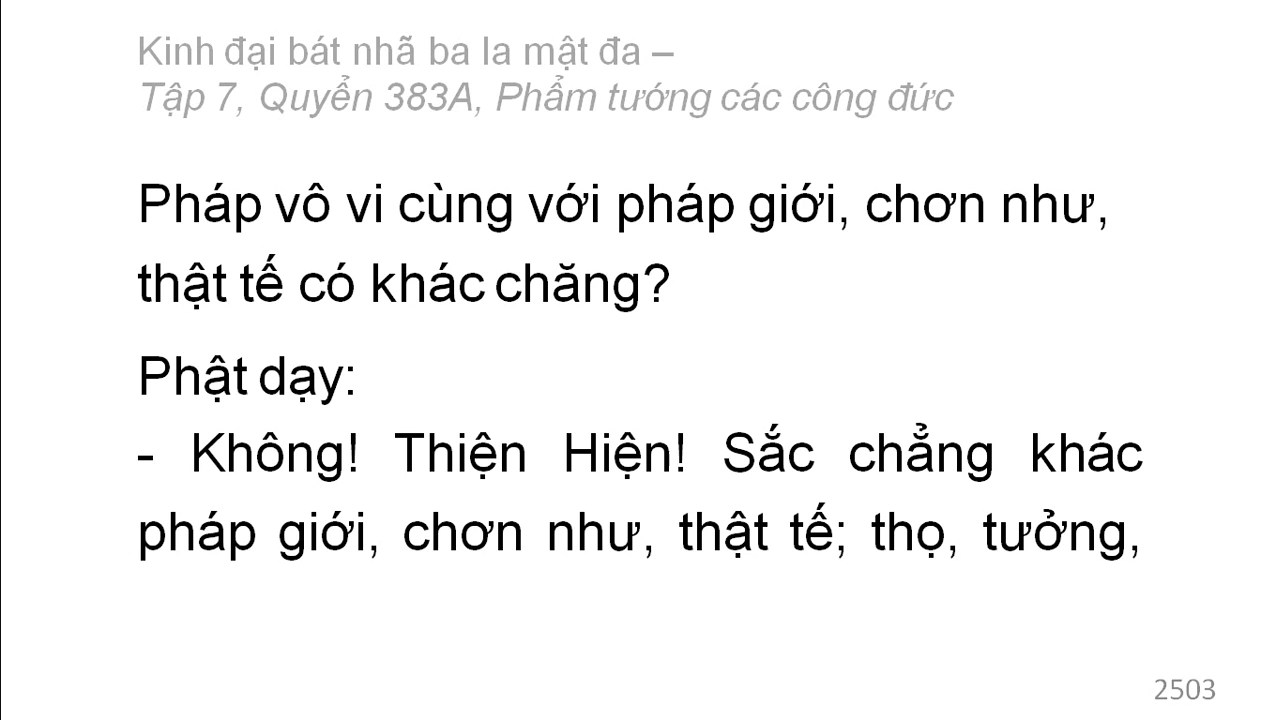 Kinh đại bát nhã ba la mật đa –
Tập 7, Quyển 383A, Phẩm tướng các công đức
Pháp vô vi cùng với pháp giới, chơn như,
thật tế có khác chăng?
Phật dạy:
- Không! Thiện Hiện! Sắc chẳng khác
pháp giới, chơn như, thật tế; thọ, tưởng,
2503